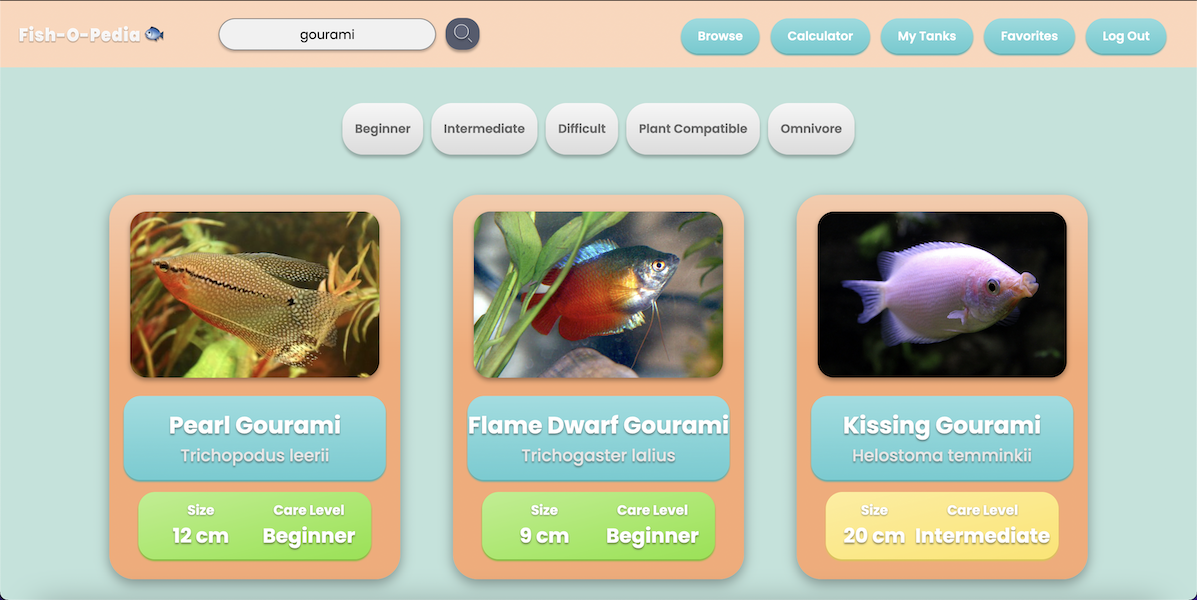 Fish-O-Pedia
gourami
Browse
Calculator
My Tanks
Favorites
Log Out
Beginner
Intermediate
Difficult
Plant Compatible
Omnivore
Pearl Gourami
Trichopodus leerii
Size
Care Level
12 cm
Beginner
Flame Dwarf Gourami
Trichogaster lalius
Size
Care Level
9 cm
Beginner
Kissing Gourami
Helostoma temminkii
Size
Care Level
20 cm
Intermediate